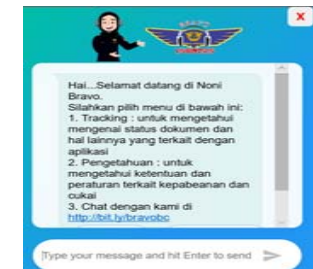 x
Hai...Selamat datang di Noni
Bravo.
Silahkan pilih menu di bawah ini:
1. Tracking : untuk mengetahui
mengenai status dokumen dan
hal lainnya yang terkait dengan
aplikasi
2. Pengetahuan : untuk
mengetahui ketentuan dan
peraturan terkait kepabeanan dan
cukai
3. Chat dengan kami di
http://bit.ly/bravobc
Type your message and hit Enter to send